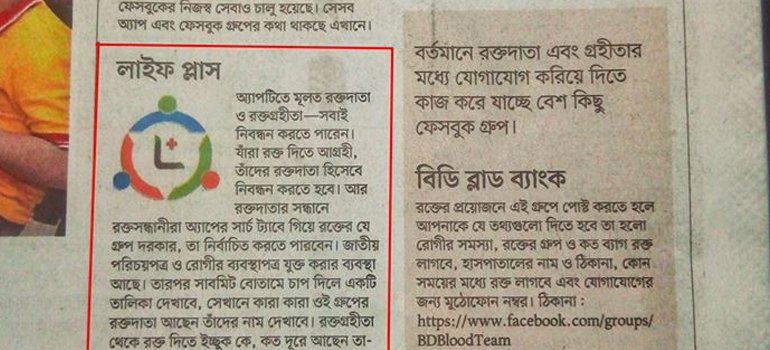 ফেসবুকের নিজস্ব সেবাও চালু হয়েছে। সেসব
অ্যাপ এবং ফেসবুক গ্রুপের কথা থাকছে এখানে।
লাইফ প্লাস
অ্যাপটিতে মূলত রক্তদাতা
ও রক্তগ্রহীতা—সবাই
নিবন্ধন করতে পারেন।
যাঁরা রক্ত দিতে আগ্রহী,
তাঁদের রক্তদাতা হিসেবে
নিবন্ধন করতে হবে। আর
রক্তদাতার সন্ধানে
রক্তসন্ধানীরা অ্যাপের সার্চ ট্যাবে গিয়ে রক্তের যে
গ্রুপ দরকার, তা নির্বাচিত করতে পারবেন। জাতীয়
পরিচয়পত্র ও রোগীর ব্যবস্থাপত্র যুক্ত করার ব্যবস্থা
আছে। তারপর সাবমিট বোতামে চাপ দিলে একটি
তালিকা দেখাবে, সেখানে কারা কারা ওই গ্রুপের
রক্তদাতা আছেন তাঁদের নাম দেখাবে। রক্তগ্রহীতা
থেকে রক্ত দিতে ইচ্ছুক কে, কত দূরে আছেন তা-
বর্তমানে রক্তদাতা এবং গ্রহীতার
মধ্যে যোগাযোগ করিয়ে দিতে
কাজ করে যাচ্ছে বেশ কিছু
ফেসবুক গ্রুপ।
বিডি ব্লাড ব্যাংক
রক্তের প্রয়োজনে এই গ্রুপে পোষ্ট করতে হলে
আপনাকে যে তথ্যগুলো দিতে হবে তা হলো
রোগীর সমস্যা, রক্তের গ্রুপ ও কত ব্যাগ রক্ত
লাগবে, হাসপাতালের নাম ও ঠিকানা, কোন
সময়ের মধ্যে রক্ত লাগবে এবং যোগাযোগের
জন্য মুঠোফোন নম্বর। ঠিকানা :
https://www.facebook.com/groups/
BDBloodTeam